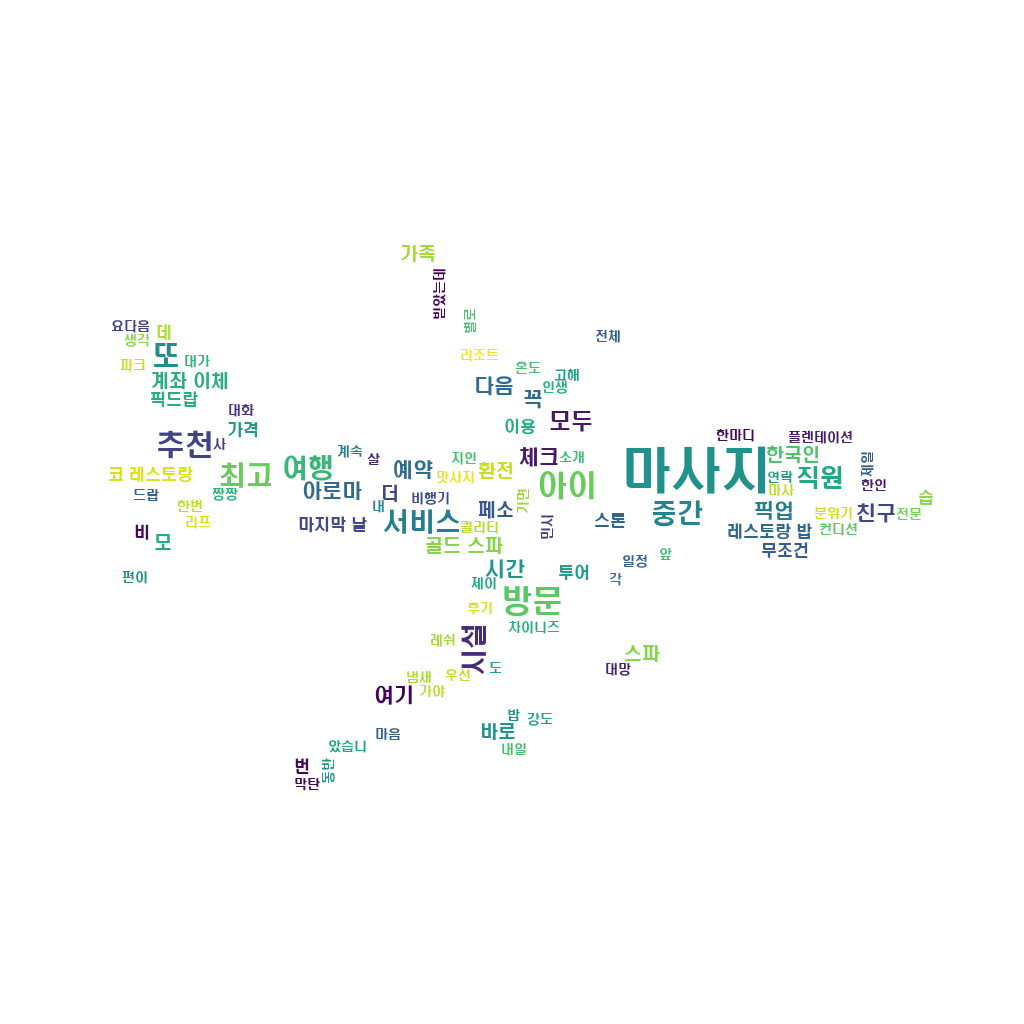 가족
받았는데
별로
요다음
생각
데
전체
파크
또
대가
리조트
온도
고해
계좌 이체
다음
꼭
인생
픽드랍
대화
모두
가격
이용
추천
사
계속
한마디
플렌테이션
최고
여행
살
지인
체크
소개
마사지
한국인
제일
코 레스토랑
예약
맛사지
환전
아이
연락
직원
한인
드랍
짱짱
아로마
더
비행기
가면
마사
습
한번
내
페소
중간
픽업
분위기
친구
전문
리프
마지막 날
서비스
퀄리티
민시
스톤
레스토랑 밥
컨디션
비
모
골드 스파
무조건
시간
투어
일정
앞
편이
제이
각
후기
방문
차이니즈
레쉬
시설
스파
도
대망
냄새
우선
여기
가야
밥
강도
마음
바로
았습니
내일
번
동반
막탄